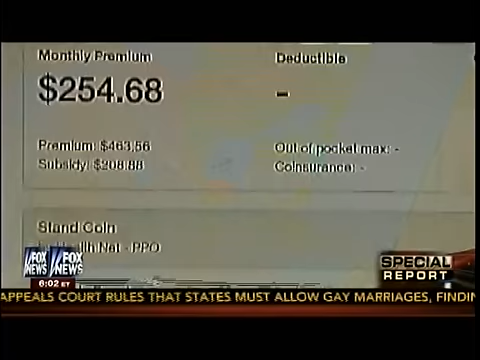 Monthly Premium
Deductible
$254.68
-
Premium: $463.56
Out of pocket max: -
Subsidy: $208.88
Coinsurance: -
Stand Coin
Net - PPO
FOX NEWS FOX NEWS
6:02 ET
SPECIAL REPORT
APPEALS COURT RULES THAT STATES MUST ALLOW GAY MARRIAGES, FINDIN